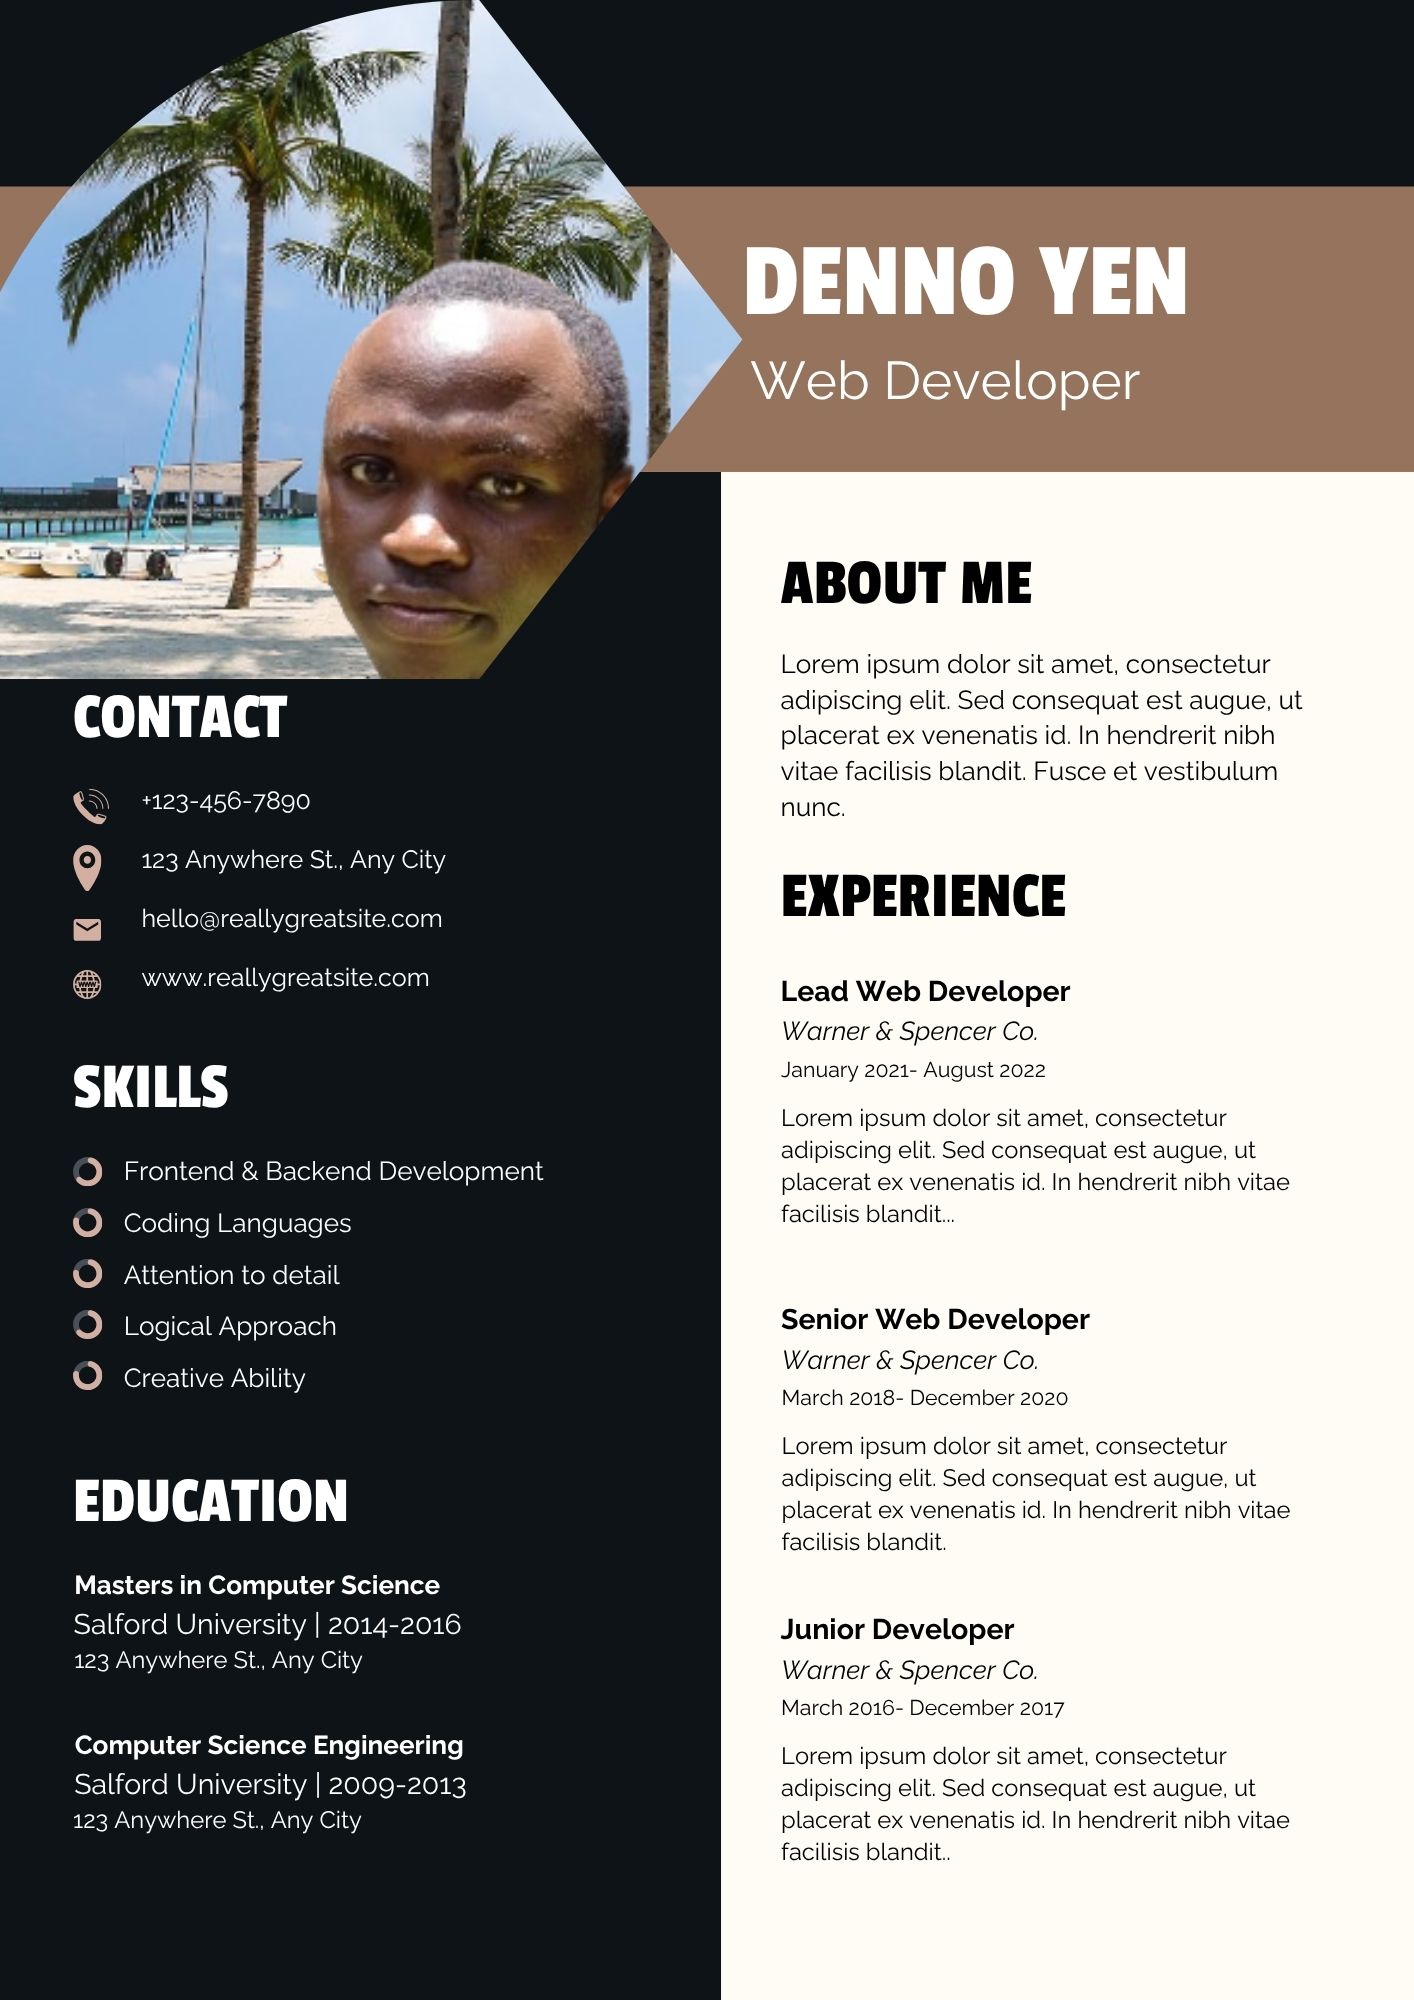 DENNO YEN
Web Developer
CONTACT
+123-456-7890
123 Anywhere St., Any City
hello@reallygreatsite.com
www.reallygreatsite.com
SKILLS
Frontend & Backend Development
Coding Languages
Attention to detail
Logical Approach
Creative Ability
EDUCATION
Masters in Computer Science
Salford University | 2014-2016
123 Anywhere St., Any City
Computer Science Engineering
Salford University | 2009-2013
123 Anywhere St., Any City
ABOUT ME
Lorem ipsum dolor sit amet, consectetur
adipiscing elit. Sed consequat est augue, ut
placerat ex venenatis id. In hendrerit nibh
vitae facilisis blandit. Fusce et vestibulum
nunc.
EXPERIENCE
Lead Web Developer
Warner & Spencer Co.
January 2021- August 2022
Lorem ipsum dolor sit amet, consectetur
adipiscing elit. Sed consequat est augue, ut
placerat ex venenatis id. In hendrerit nibh vitae
facilisis blandit...
Senior Web Developer
Warner & Spencer Co.
March 2018- December 2020
Lorem ipsum dolor sit amet, consectetur
adipiscing elit. Sed consequat est augue, ut
placerat ex venenatis id. In hendrerit nibh vitae
facilisis blandit.
Junior Developer
Warner & Spencer Co.
March 2016- December 2017
Lorem ipsum dolor sit amet, consectetur
adipiscing elit. Sed consequat est augue, ut
placerat ex venenatis id. In hendrerit nibh vitae
facilisis blandit..